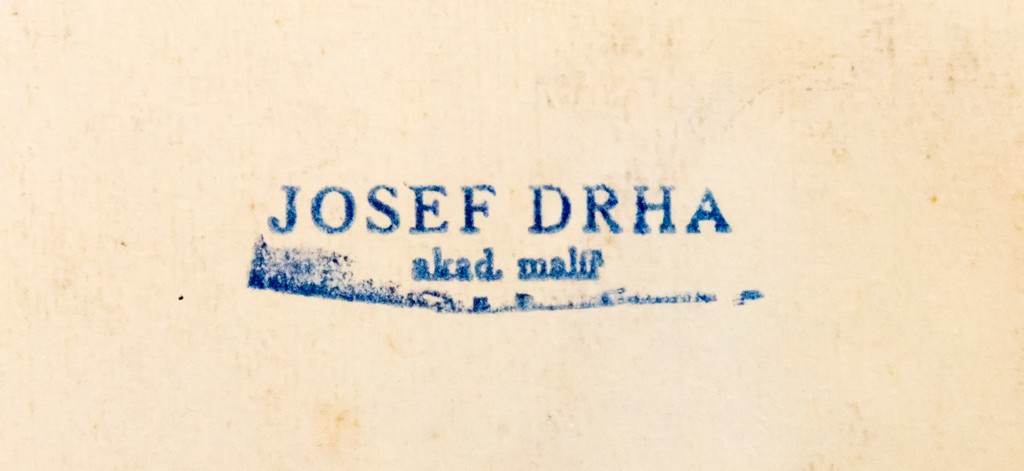 JOSEF DRHA
akad. malíř